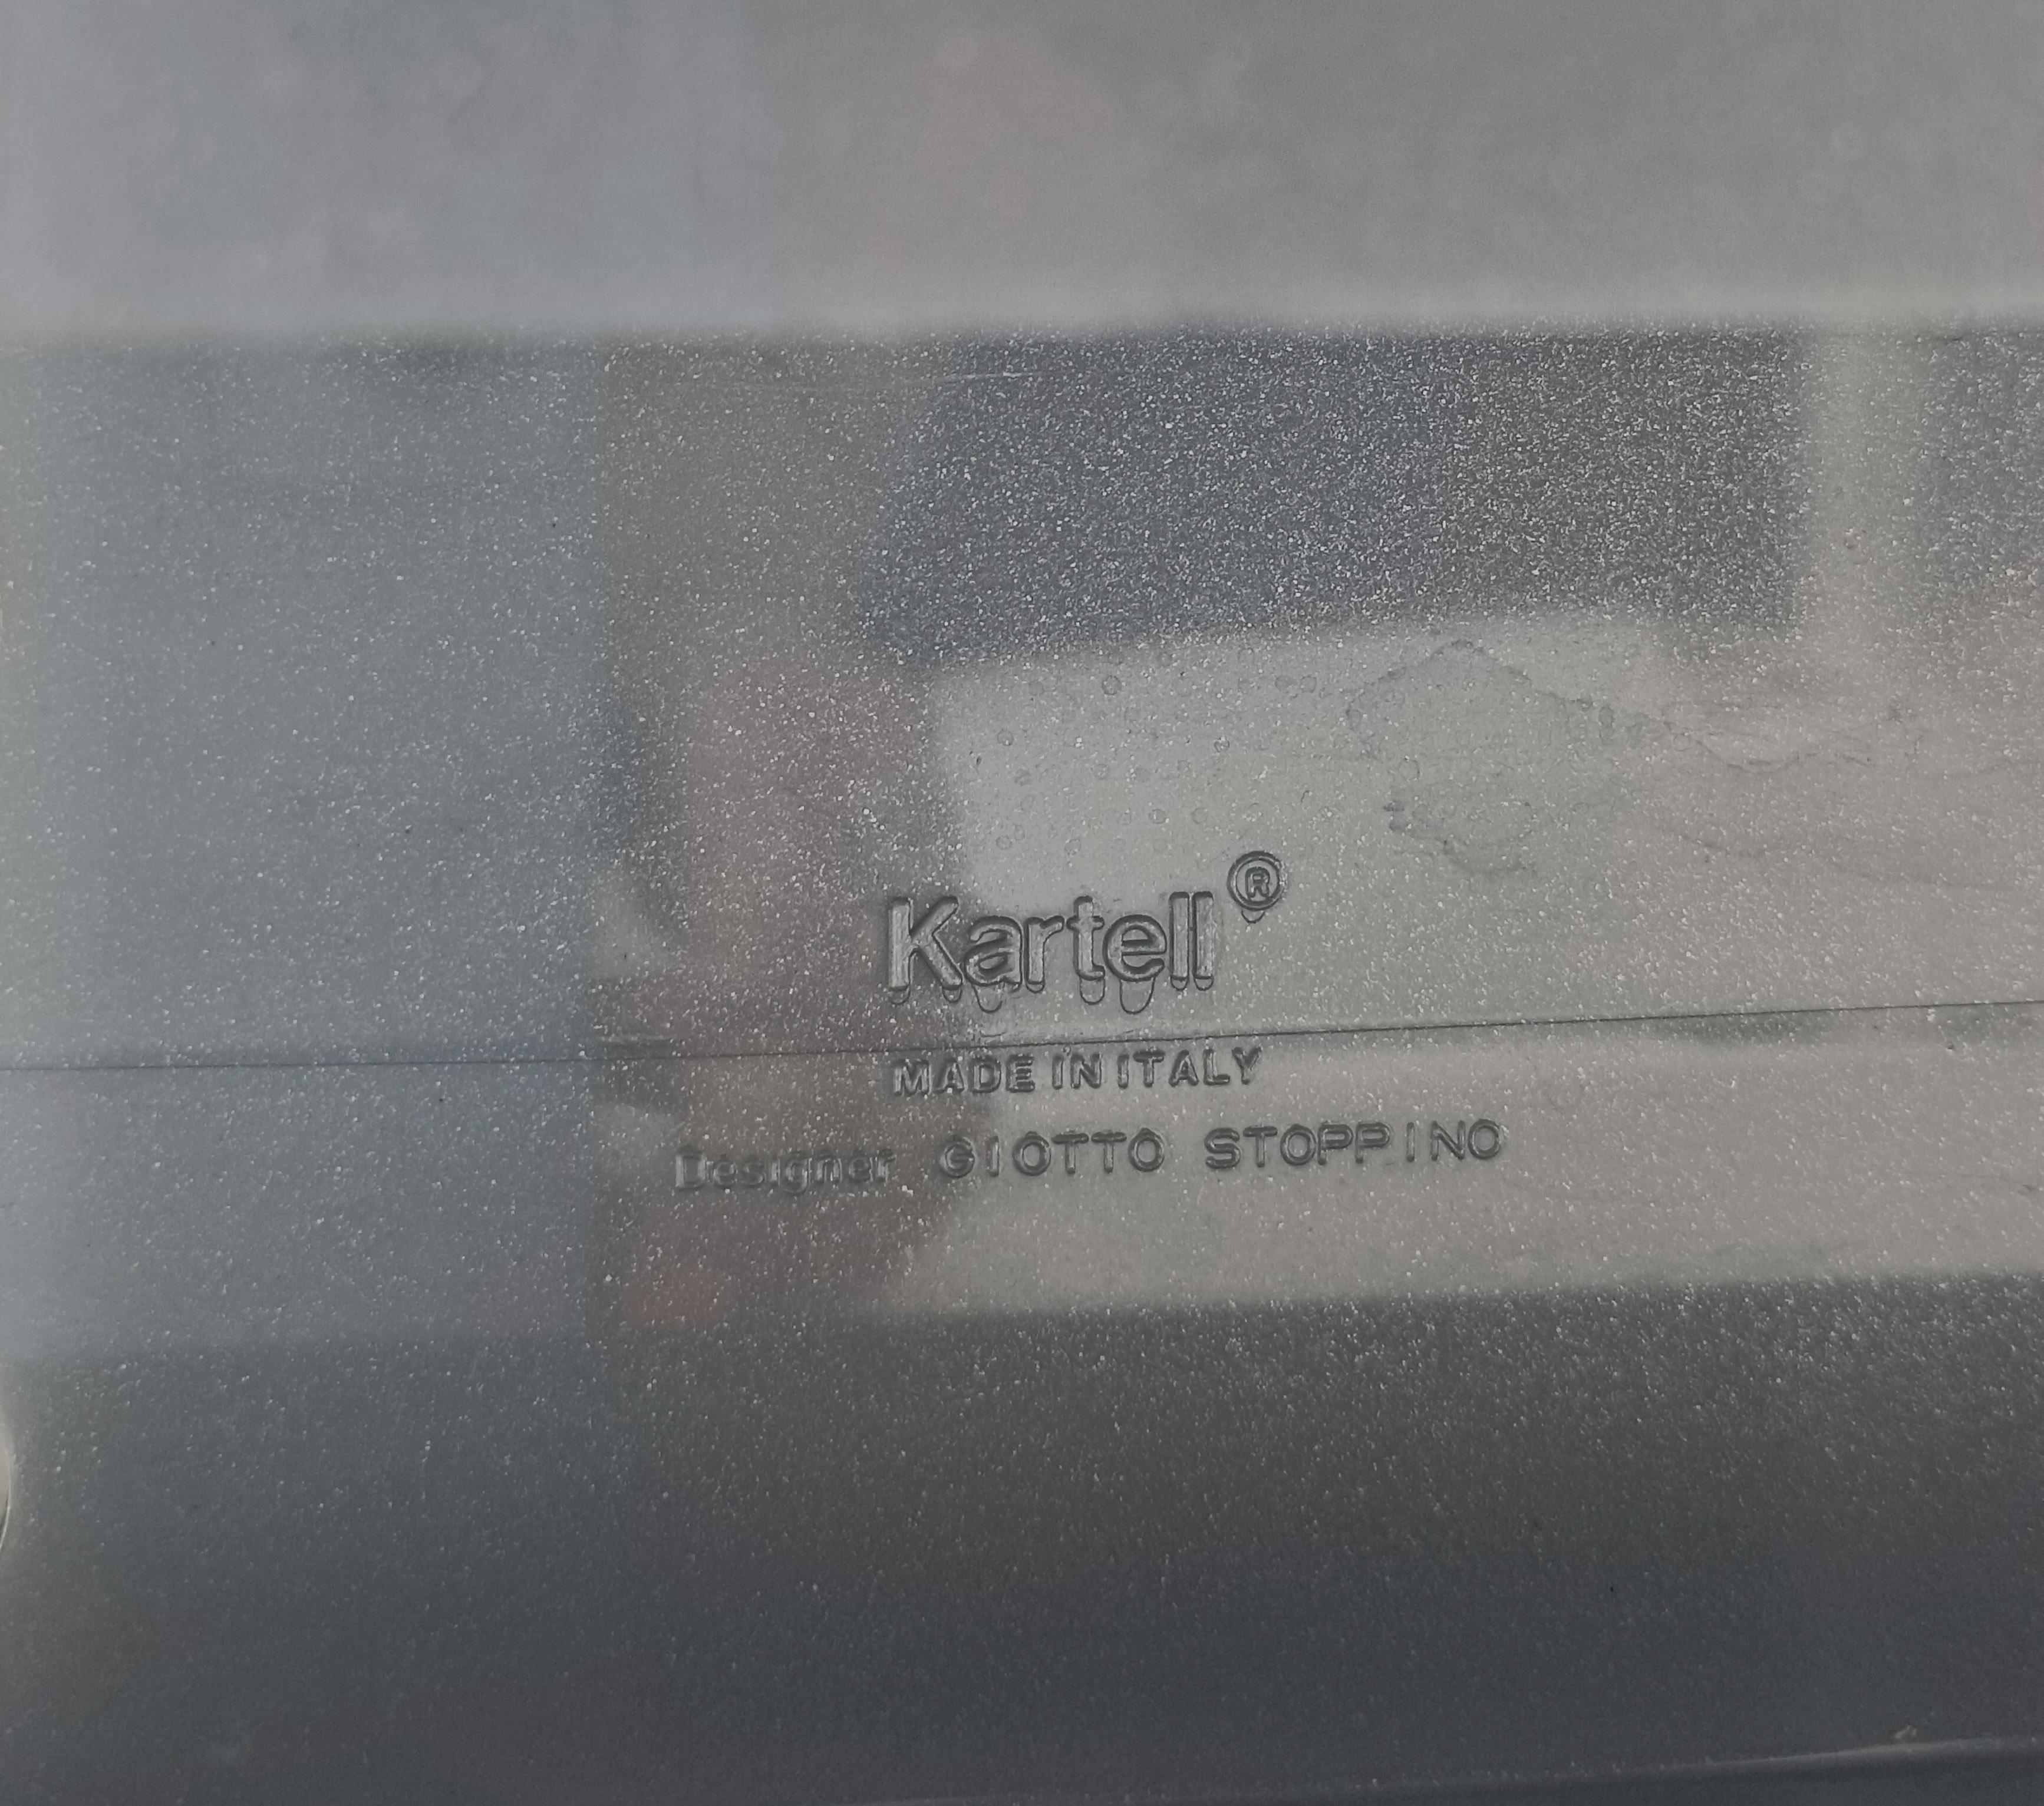 Kartell®
MADE IN ITALY
Designer GIOTTO STOPPINO